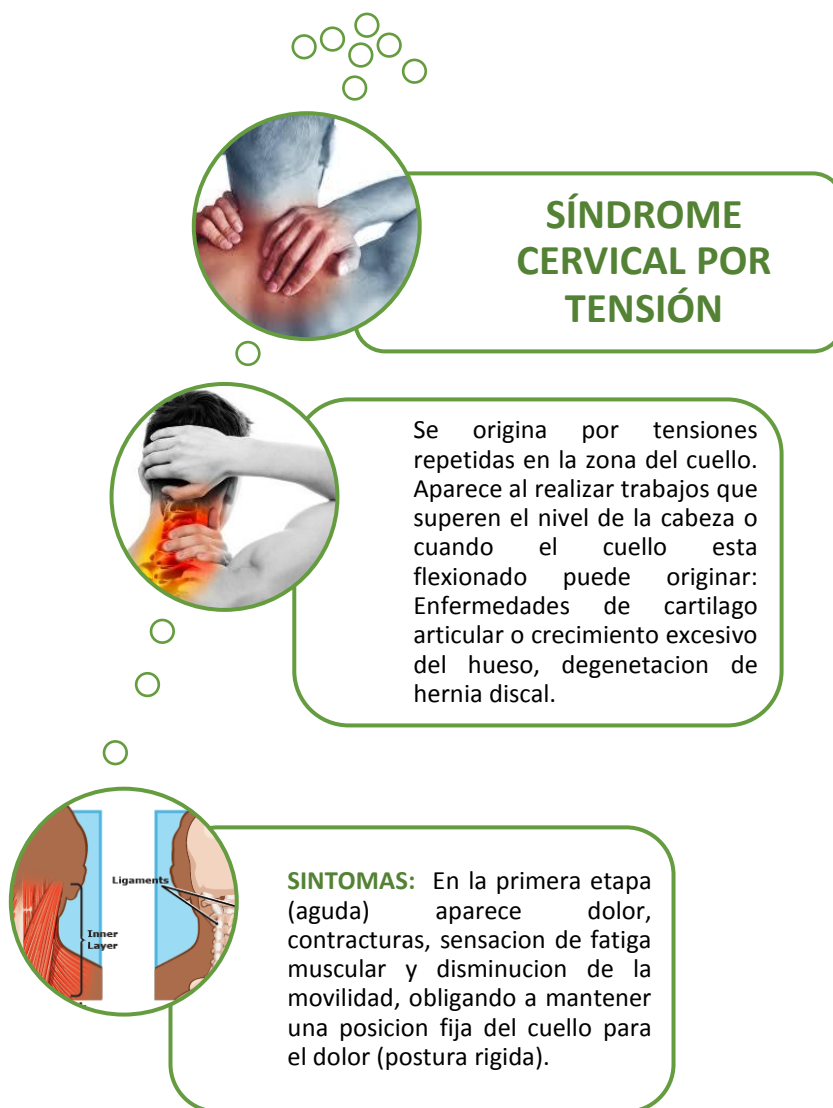 SÍNDROME
CERVICAL POR
TENSIÓN
Se origina por tensiones
repetidas en la zona del cuello.
Aparece al realizar trabajos que
superen el nivel de la cabeza o
cuando el cuello esta
flexionado puede originar:
Enfermedades de cartilago
articular o crecimiento excesivo
del hueso, degenetacion de
hernia discal.
Ligaments
Inner
Layer
SINTOMAS: En la primera etapa
(aguda) aparece dolor,
contracturas, sensacion de fatiga
muscular y disminucion de la
movilidad, obligando a mantener
una posicion fija del cuello para
el dolor (postura rigida).